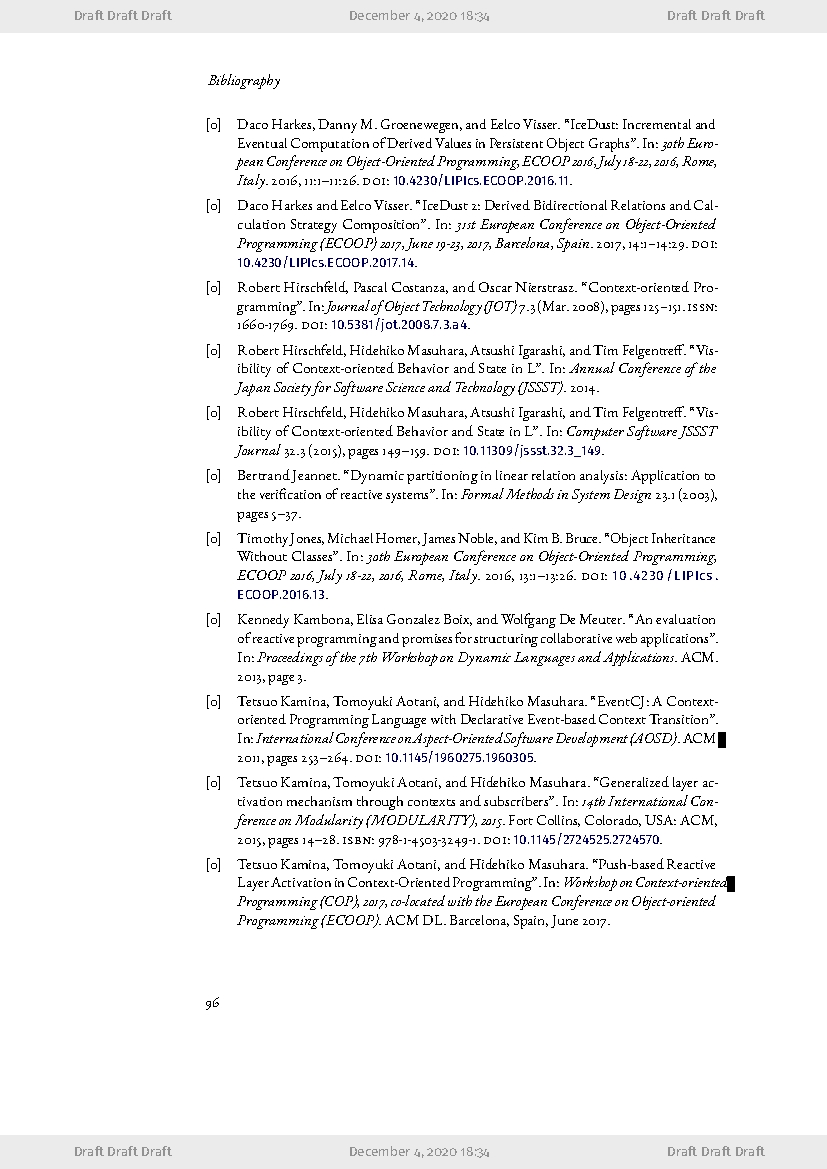 Draft Draft Draft December 4, 2020 18:34 Draft Draft Draft
Bibliography
[0] Daco Harkes, Danny M. Groenewegen, and Eelco Visser. “IceDust: Incremental and
Eventual Computation of Derived Values in Persistent Object Graphs”. In: 30th Euro-
pean Conference on Object-Oriented Programming, ECOOP 2016, July 18-22, 2016, Rome,
Italy. 2016, 11:1–11:26. DOI: 10.4230/LIPIcs.ECOOP.2016.11.
[0] Daco Harkes and Eelco Visser. “IceDust 2: Derived Bidirectional Relations and Cal-
culation Strategy Composition”. In: 31st European Conference on Object-Oriented
Programming (ECOOP) 2017, June 19-23, 2017, Barcelona, Spain. 2017, 14:1–14:29. DOI:
10.4230/LIPIcs.ECOOP.2017.14.
[0] Robert Hirschfeld, Pascal Costanza, and Oscar Nierstrasz. “Context-oriented Pro-
gramming”. In: Journal of Object Technology (JOT) 7.3 (Mar. 2008), pages 125–151. ISSN:
1660-1769. DOI: 10.5381/jot.2008.7.3.a4.
[0] Robert Hirschfeld, Hidehiko Masuhara, Atsushi Igarashi, and Tim Felgentreff. “Vis-
ibility of Context-oriented Behavior and State in L”. In: Annual Conference of the
Japan Society for Software Science and Technology (JSSST). 2014.
[0] Robert Hirschfeld, Hidehiko Masuhara, Atsushi Igarashi, and Tim Felgentreff. “Vis-
ibility of Context-oriented Behavior and State in L”. In: Computer Software JSSST
Journal 32.3 (2015), pages 149–159. DOI: 10.11309/jssst.32.3_149.
[0] Bertrand Jeannet. “Dynamic partitioning in linear relation analysis: Application to
the verification of reactive systems”. In: Formal Methods in System Design 23.1 (2003),
pages 5–37.
[0] Timothy Jones, Michael Homer, James Noble, and Kim B. Bruce. “Object Inheritance
Without Classes”. In: 30th European Conference on Object-Oriented Programming,
ECOOP 2016, July 18-22, 2016, Rome, Italy. 2016, 13:1–13:26. DOI: 10.4230/LIPIcs.
ECOOP.2016.13.
[0] Kennedy Kambona, Elisa Gonzalez Boix, and Wolfgang De Meuter. “An evaluation
of reactive programming and promises for structuring collaborative web applications”.
In: Proceedings of the 7th Workshop on Dynamic Languages and Applications. ACM.
2013, page 3.
[0] Tetsuo Kamina, Tomoyuki Aotani, and Hidehiko Masuhara. “EventCJ: A Context-
oriented Programming Language with Declarative Event-based Context Transition”.
In: International Conference on Aspect-Oriented Software Development (AOSD). ACM
2011, pages 253–264. DOI: 10.1145/1960275.1960305.
[0] Tetsuo Kamina, Tomoyuki Aotani, and Hidehiko Masuhara. “Generalized layer ac-
tivation mechanism through contexts and subscribers”. In: 14th International Con-
ference on Modularity (MODULARITY), 2015. Fort Collins, Colorado, USA: ACM,
2015, pages 14–28. ISBN: 978-1-4503-3249-1. DOI: 10.1145/2724525.2724570.
[0] Tetsuo Kamina, Tomoyuki Aotani, and Hidehiko Masuhara. “Push-based Reactive
Layer Activation in Context-Oriented Programming”. In: Workshop on Context-oriented
Programming (COP), 2017, co-located with the European Conference on Object-oriented
Programming (ECOOP). ACM DL. Barcelona, Spain, June 2017.
96
Draft Draft Draft December 4, 2020 18:34 Draft Draft Draft